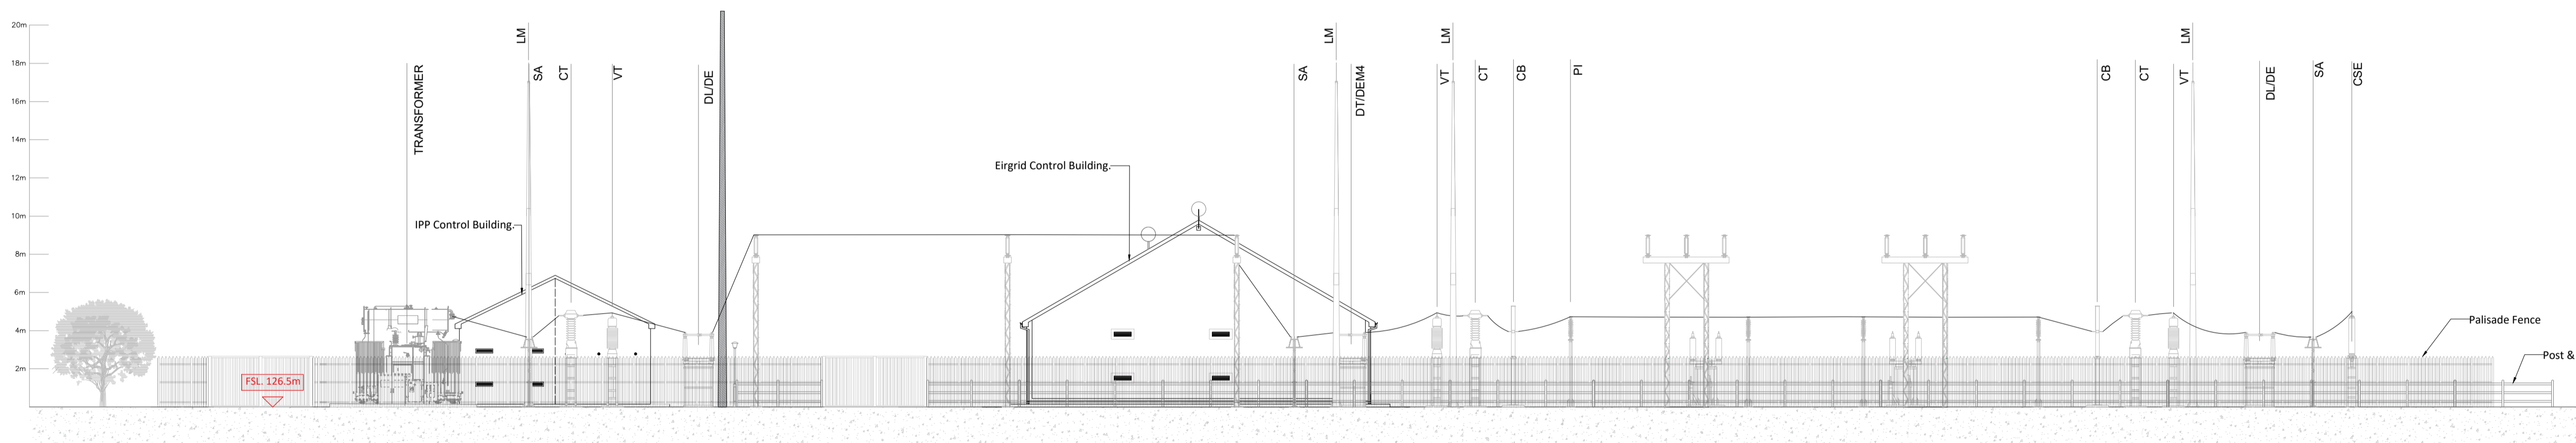 20m
18m
16m
14m
12m
10m
8m
6m
4m
2m
TRANSFORMER
LM
SA
CT
VT
DL/DE
SA
LM
DT/DEM4
VT
LM
CT
CB
PI
CB
CT
VT
LM
DL/DE
SA
CSE
IPP Control Building.
Eirgrid Control Building.
Palisade Fence
Post &
FSL. 126.5m